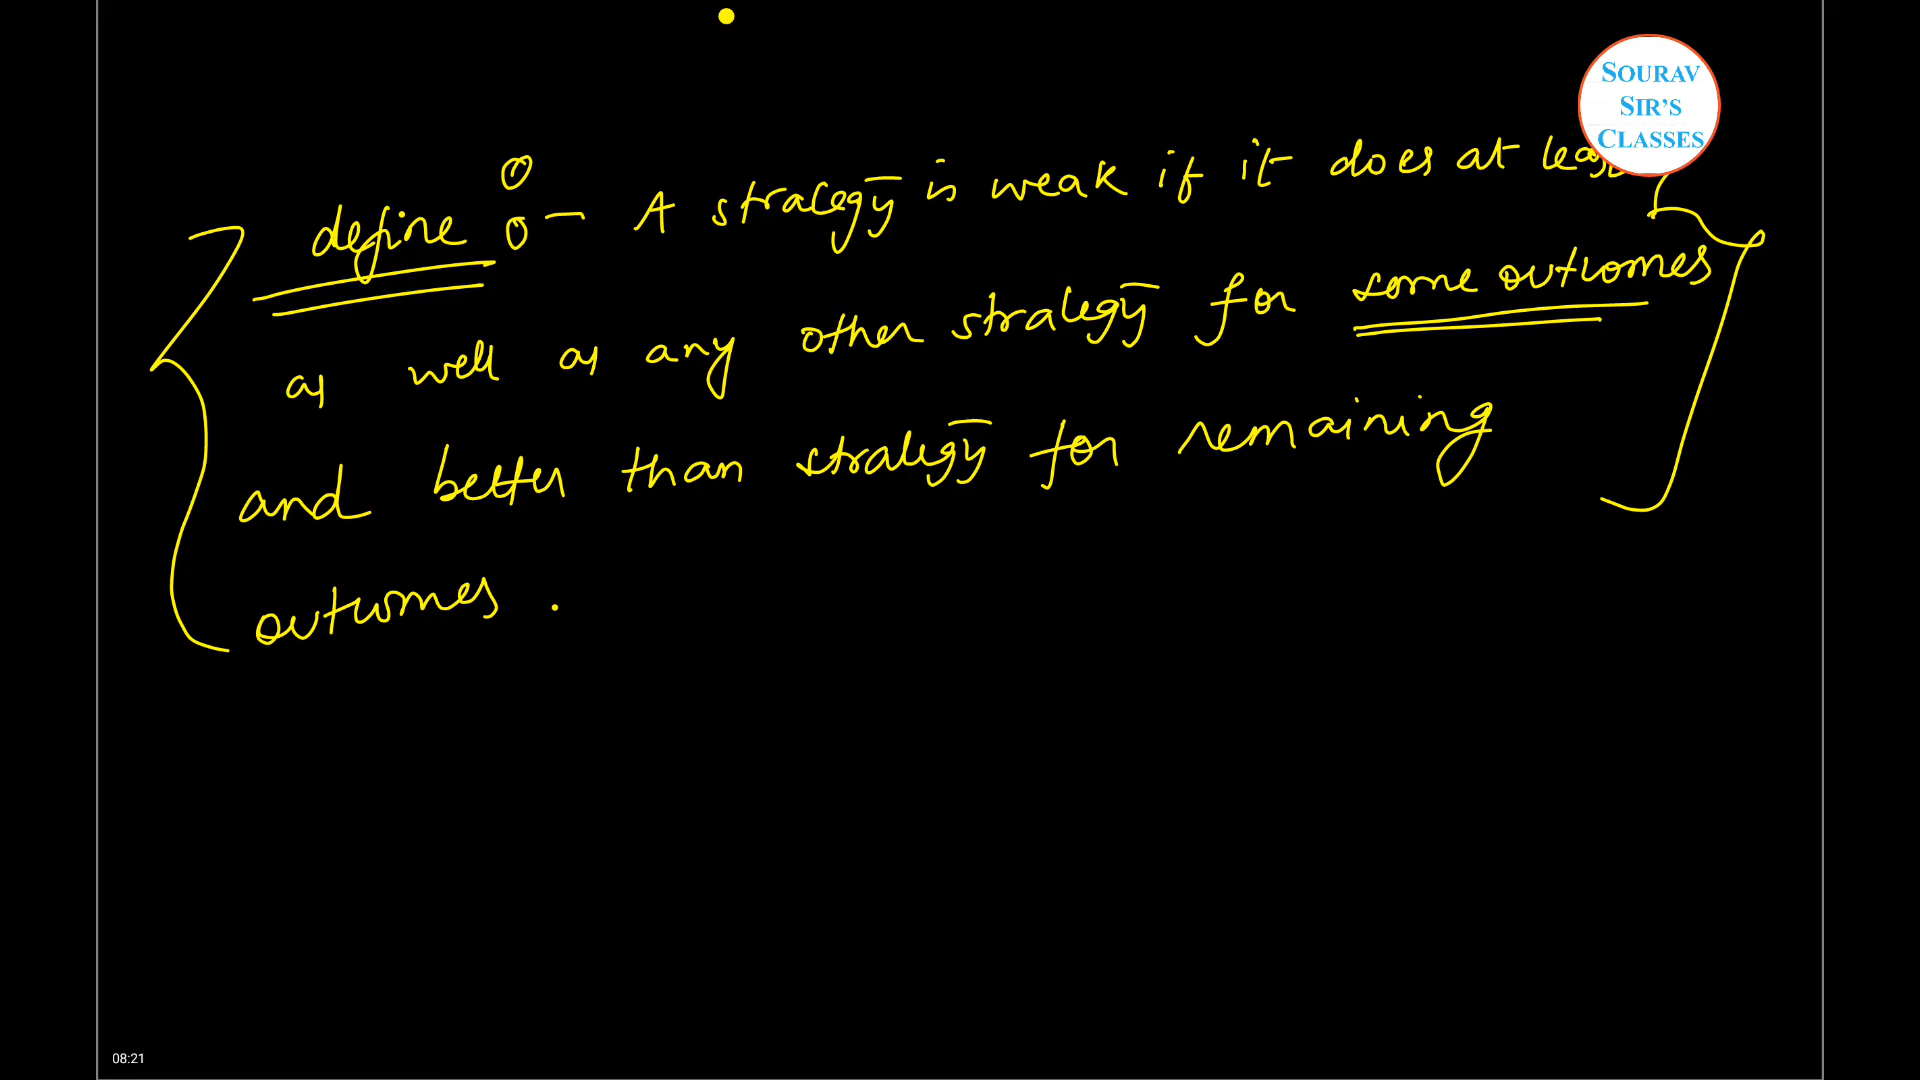 SOURAV
SIR'S
CLASSES
define :- A strategy is weak if it does at least
as well as any other strategy for some outcomes
and better than strategy for remaining
outcomes .
08:21